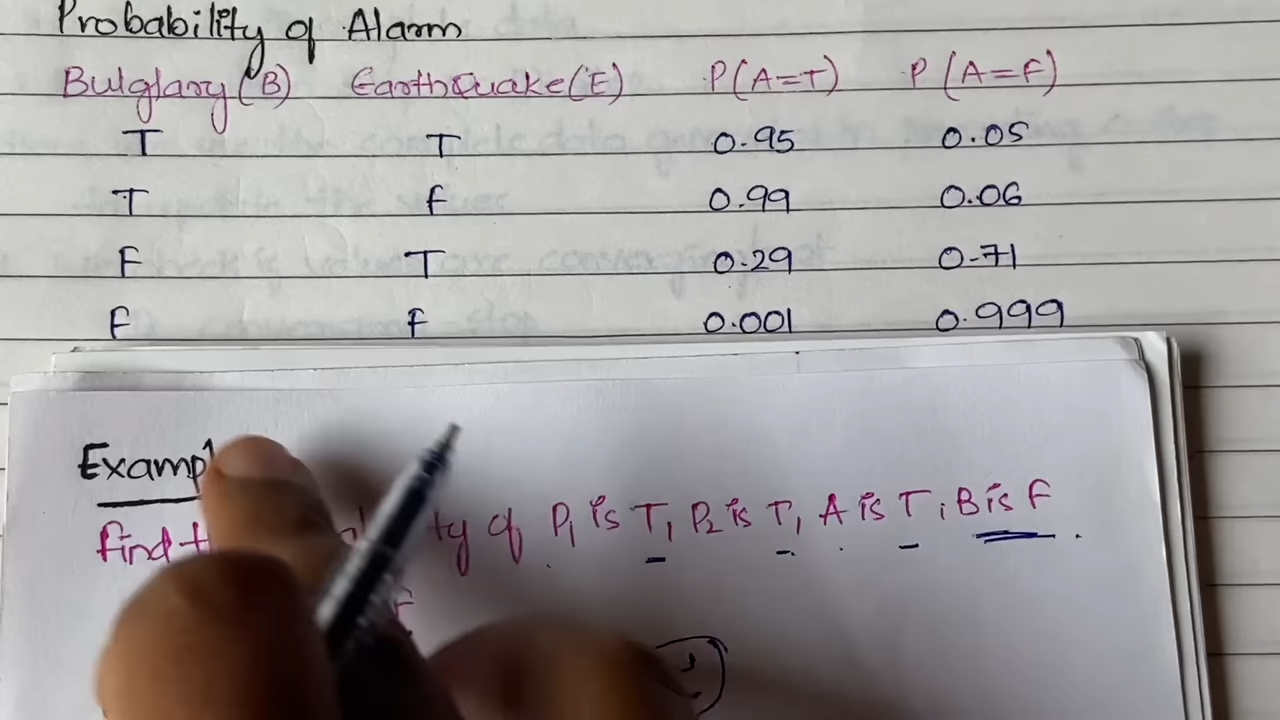 Probability of Alarm
Bulglary (B) Earthquake (E) P(A=T) P(A=F)
T T 0.95 0.05
T F 0.99 0.06
F T 0.29 0.71
F F 0.001 0.999
Exampl
find t ty of P1 is T, P2 is T, A is T, B is F
F